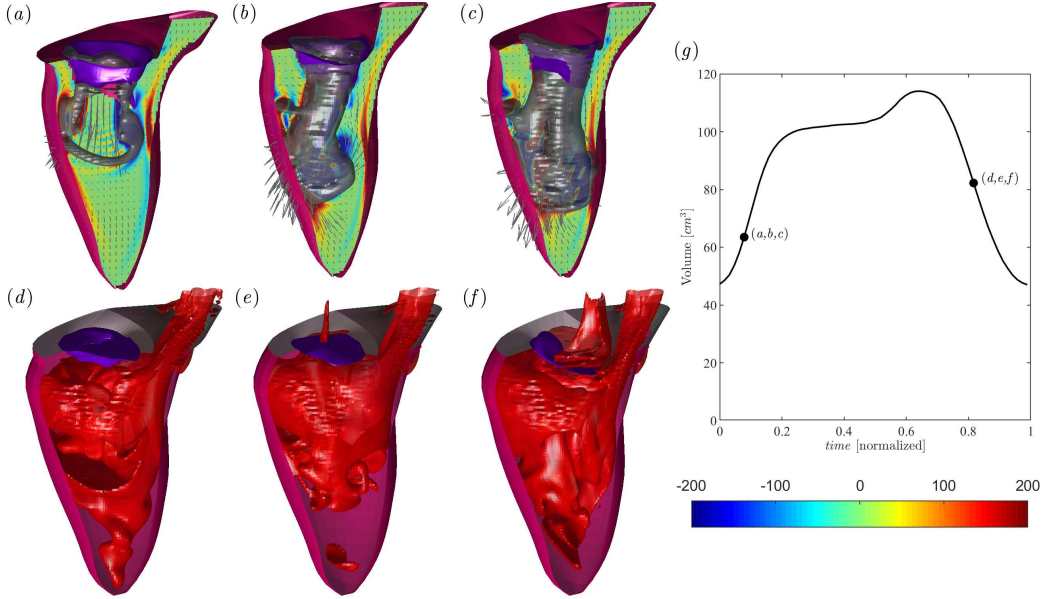 (a)
(b)
(c)
(g)
120
100
80
60
40
20
0
Volume [cm³]
(a,b,c)
(d,e,f)
0
0.2
0.4
0.6
0.8
1
time [normalized]
(d)
(e)
(f)
-200
-100
0
100
200